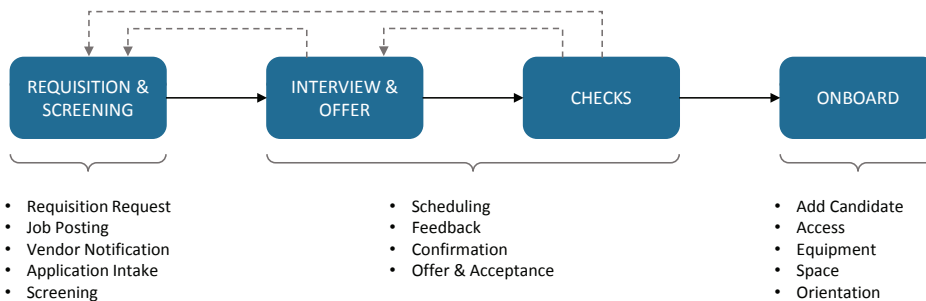 REQUISITION &
SCREENING
INTERVIEW &
OFFER
CHECKS
ONBOARD
• Requisition Request
• Job Posting
• Vendor Notification
• Application Intake
• Screening
• Scheduling
• Feedback
• Confirmation
• Offer & Acceptance
• Add Candidate
• Access
• Equipment
• Space
• Orientation